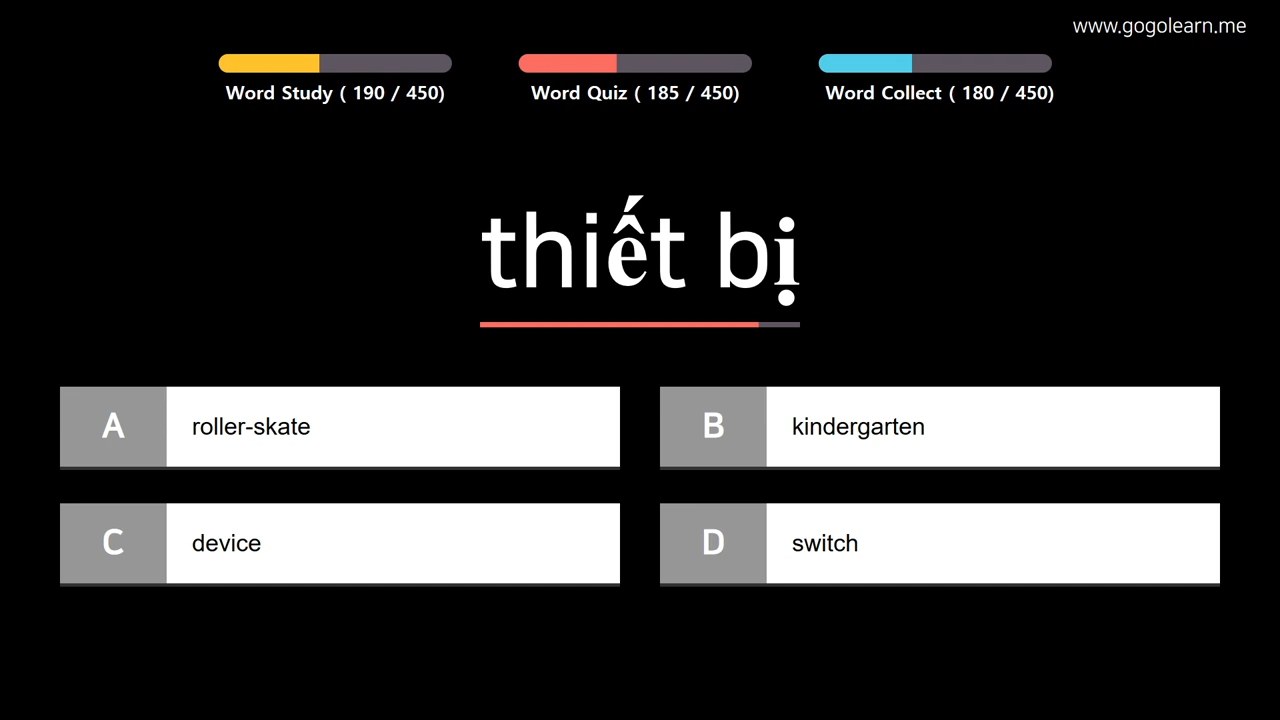 www.gogolearn.me
Word Study ( 190 / 450)
Word Quiz ( 185 / 450)
Word Collect ( 180 / 450)
thiết bị
A roller-skate
B kindergarten
C device
D switch